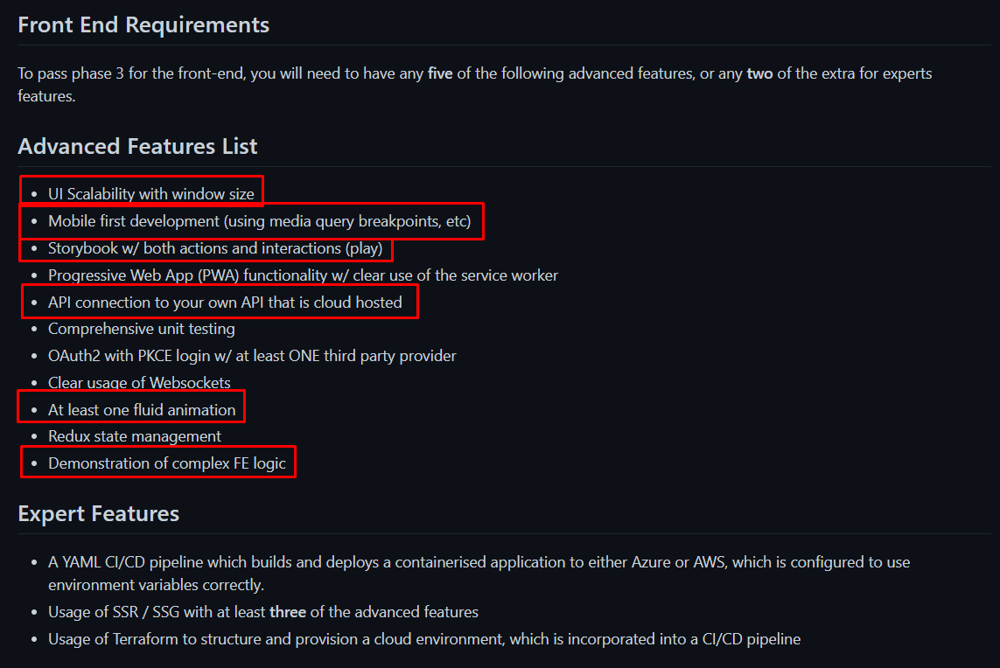 Front End Requirements
To pass phase 3 for the front-end, you will need to have any five of the following advanced features, or any two of the extra for experts
features.
Advanced Features List
• UI Scalability with window size
• Mobile first development (using media query breakpoints, etc)
• Storybook w/ both actions and interactions (play)
• Progressive Web App (PWA) functionality w/ clear use of the service worker
• API connection to your own API that is cloud hosted
• Comprehensive unit testing
• OAuth2 with PKCE login w/ at least ONE third party provider
• Clear usage of Websockets
• At least one fluid animation
• Redux state management
• Demonstration of complex FE logic
Expert Features
• A YAML CI/CD pipeline which builds and deploys a containerised application to either Azure or AWS, which is configured to use
environment variables correctly.
• Usage of SSR / SSG with at least three of the advanced features
• Usage of Terraform to structure and provision a cloud environment, which is incorporated into a CI/CD pipeline